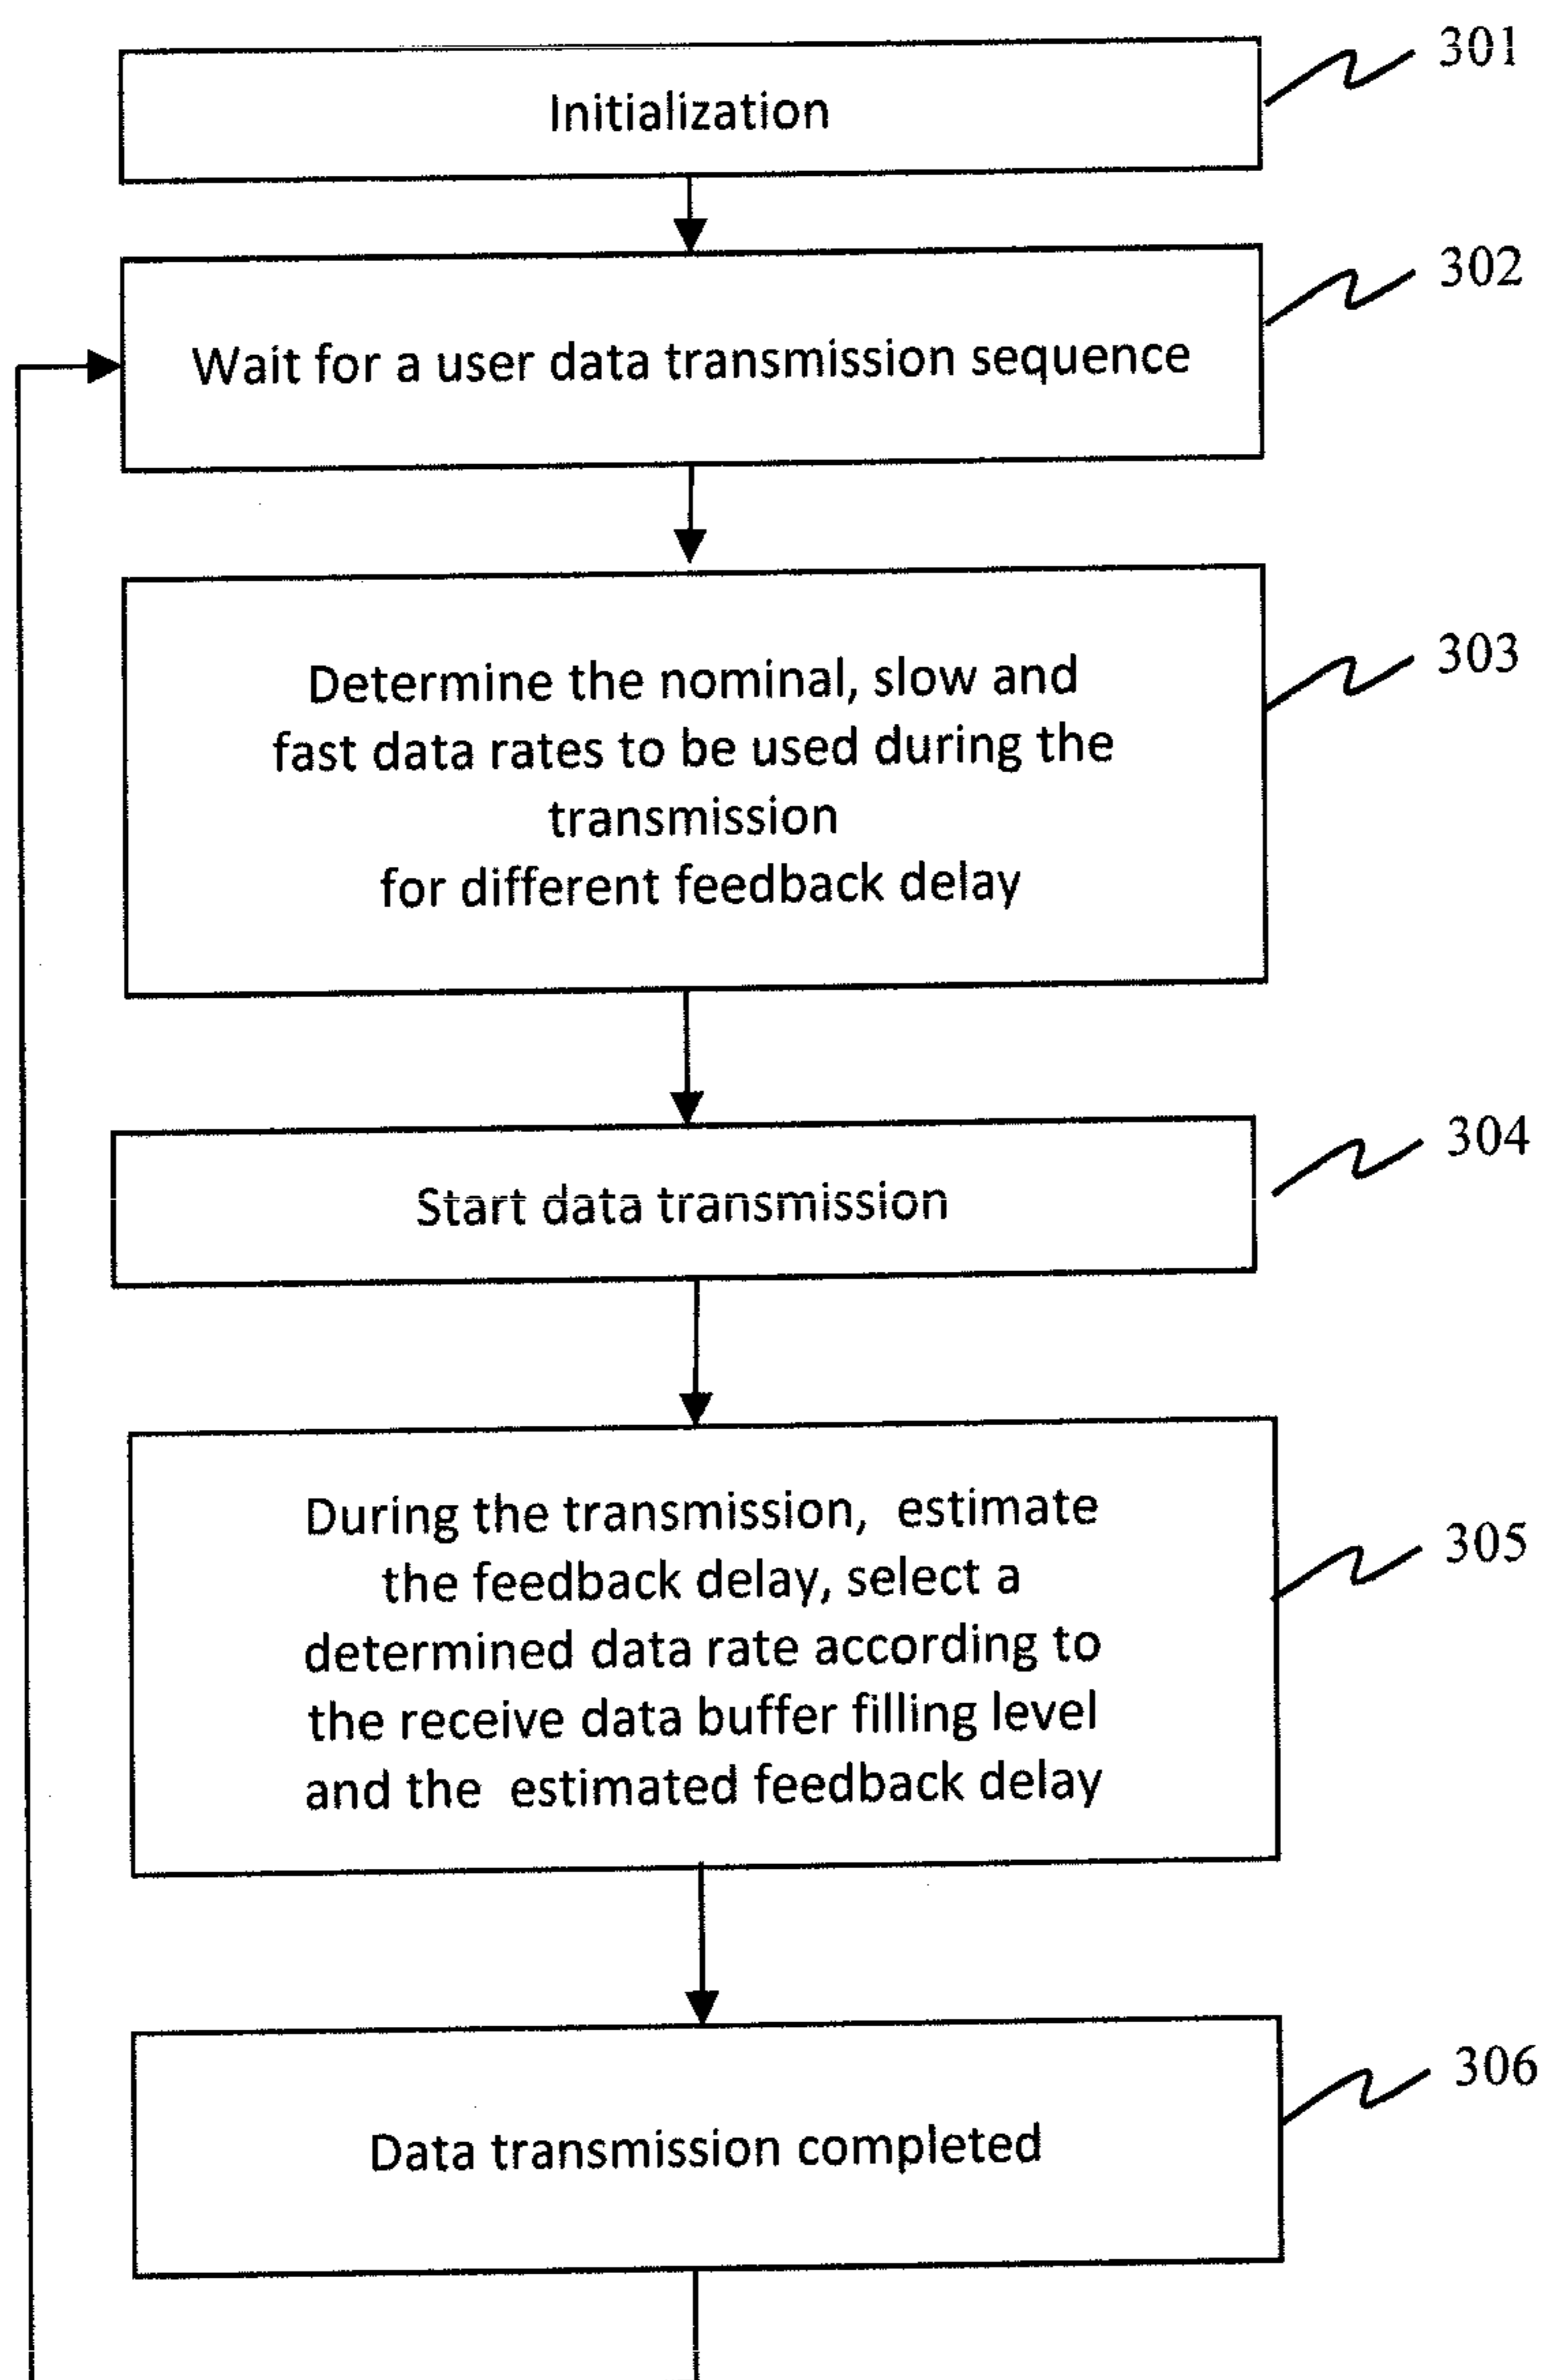 301
Initialization
302
Wait for a user data transmission sequence
303
Determine the nominal, slow and
fast data rates to be used during the
transmission
for different feedback delay
304
Start data transmission
305
During the transmission, estimate
the feedback delay, select a
determined data rate according to
the receive data buffer filling level
and the estimated feedback delay
306
Data transmission completed